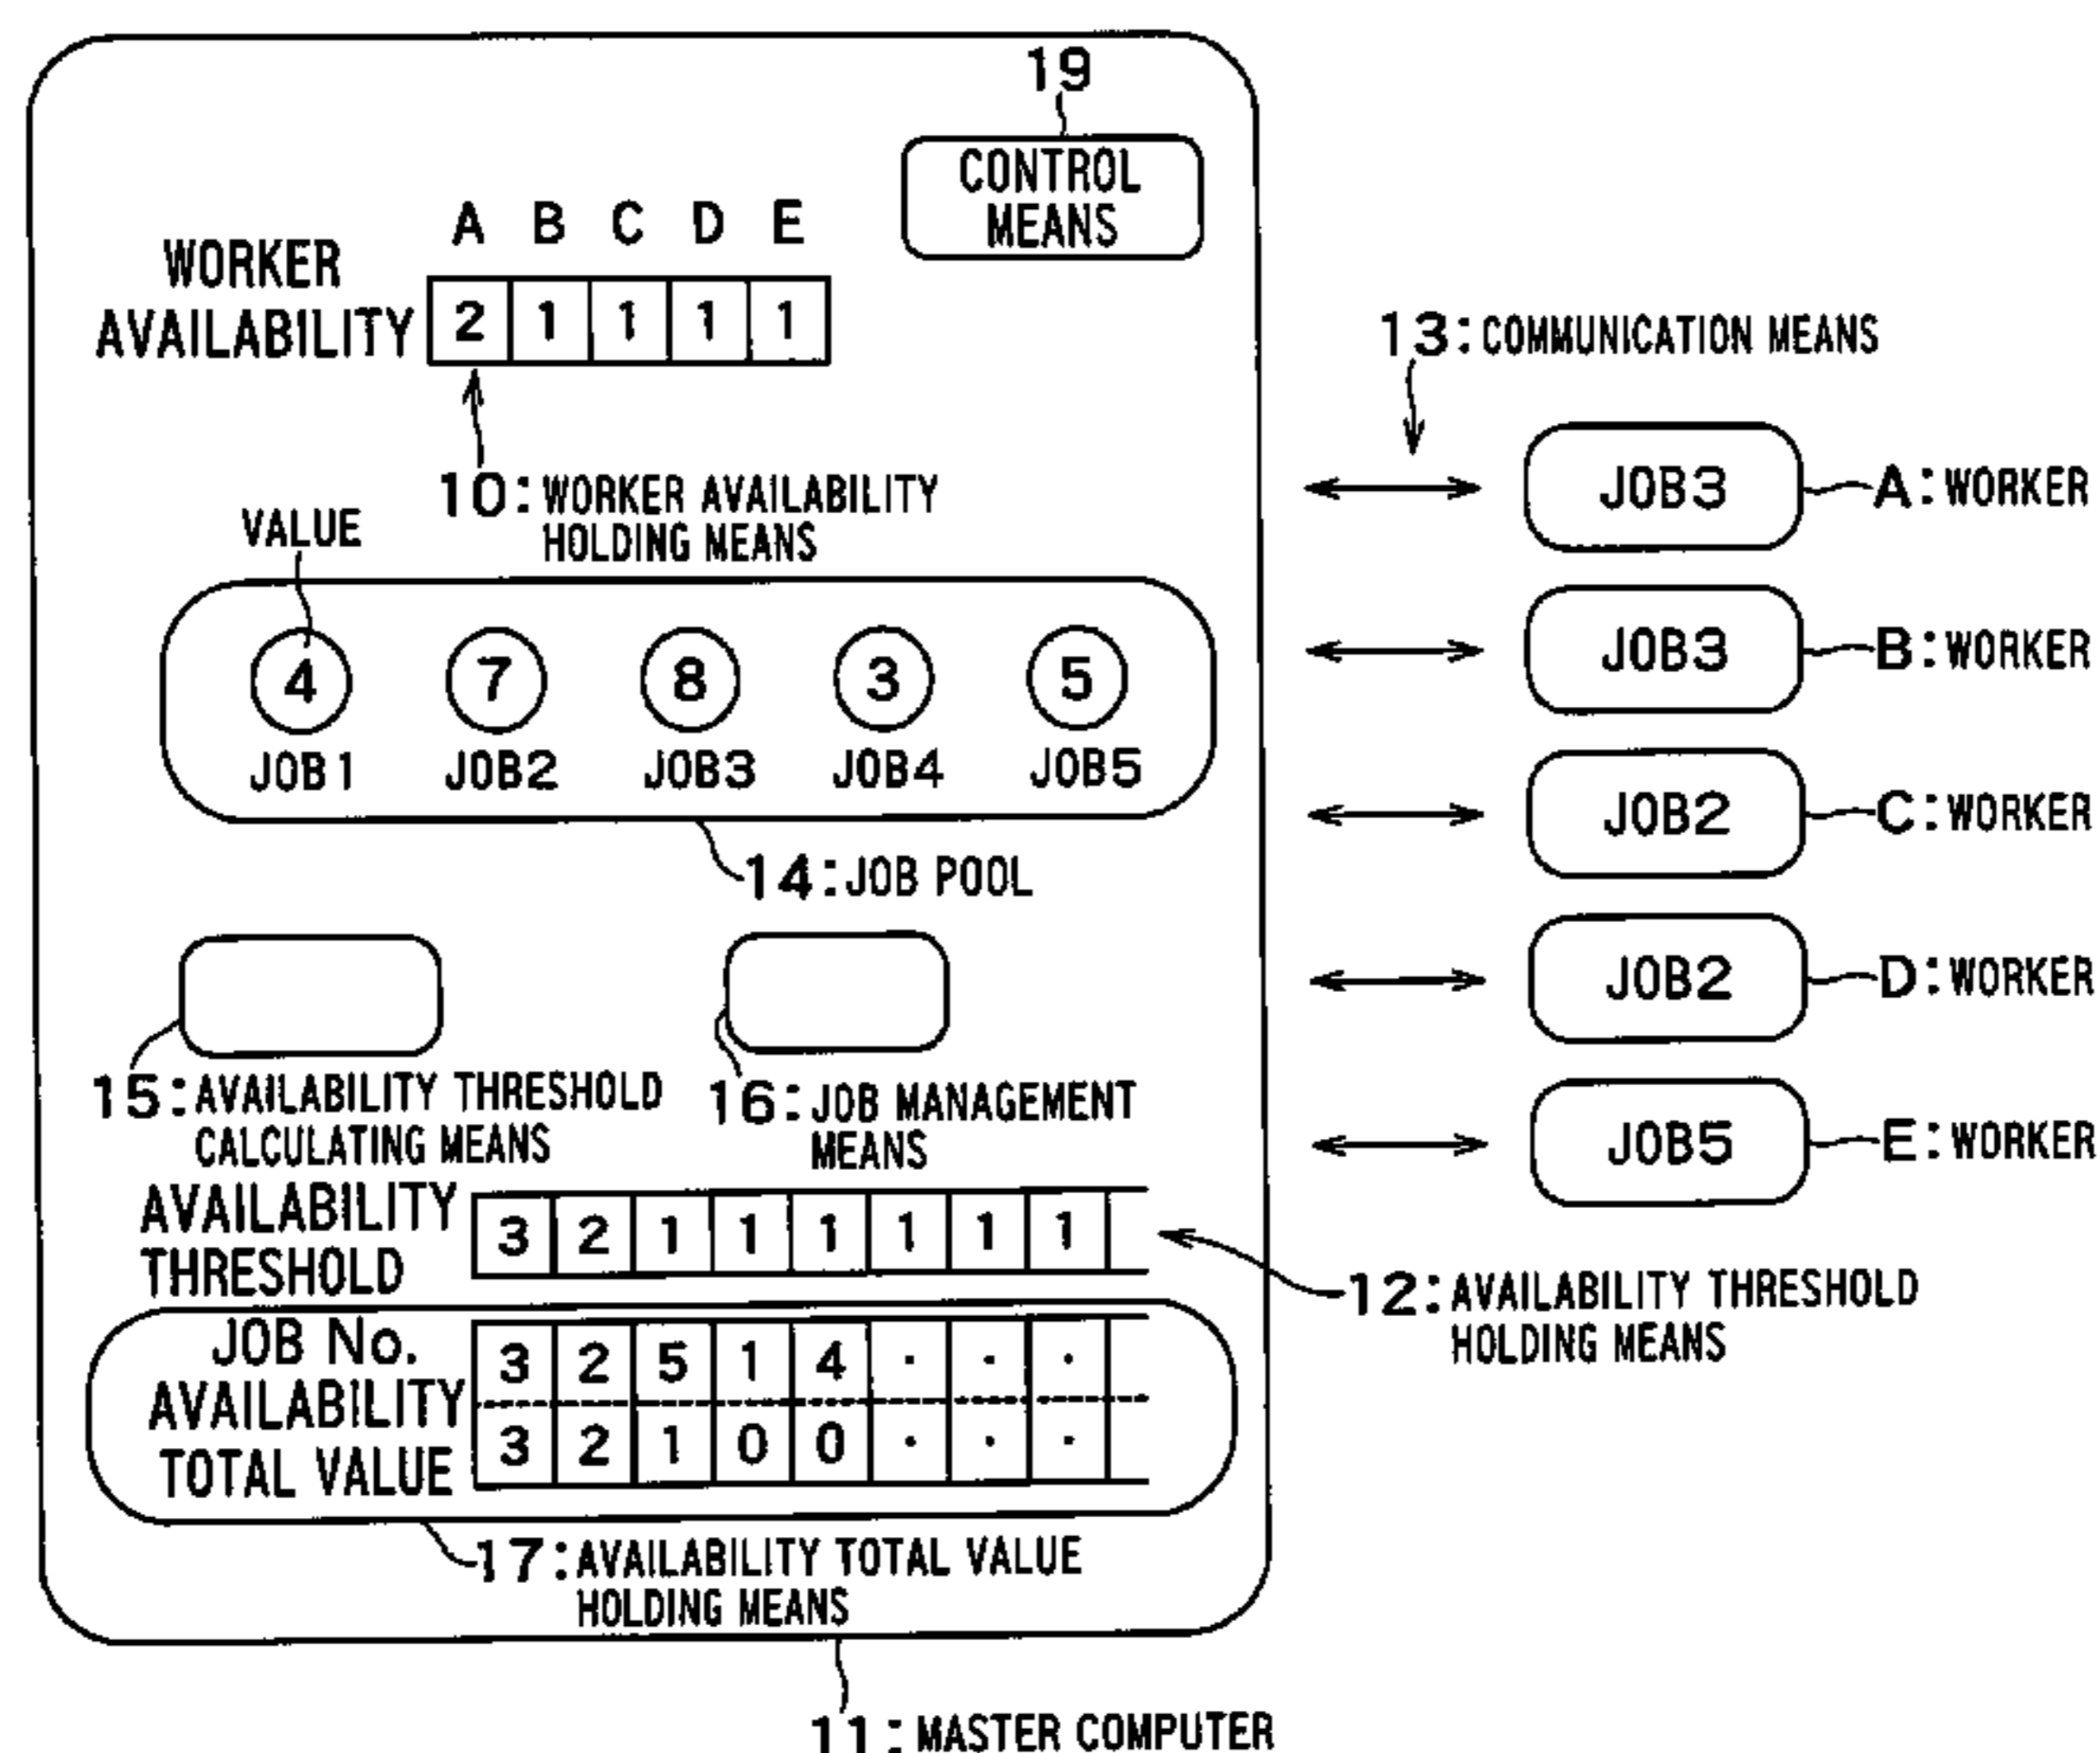 19
CONTROL
MEANS
A B C D E
WORKER
AVAILABILITY
2 1 1 1 1
13: COMMUNICATION MEANS
10: WORKER AVAILABILITY
HOLDING MEANS
VALUE
4 7 8 3 5
JOB1 JOB2 JOB3 JOB4 JOB5
14: JOB POOL
JOB3 A: WORKER
JOB3 B: WORKER
JOB2 C: WORKER
JOB2 D: WORKER
JOB5 E: WORKER
15: AVAILABILITY THRESHOLD
CALCULATING MEANS
16: JOB MANAGEMENT
MEANS
AVAILABILITY
THRESHOLD
3 2 1 1 1 1 1 1
12: AVAILABILITY THRESHOLD
HOLDING MEANS
JOB No.
3 2 5 1 4 · · ·
AVAILABILITY
TOTAL VALUE
3 2 1 0 0 · · ·
17: AVAILABILITY TOTAL VALUE
HOLDING MEANS
11: MASTER COMPUTER